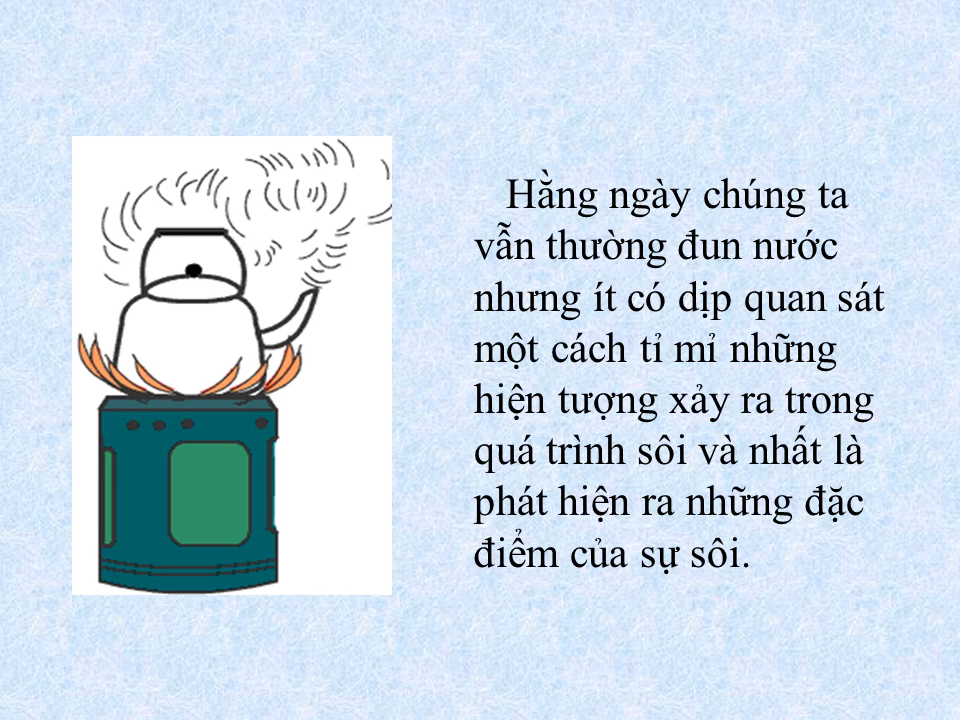 Hằng ngày chúng ta
vẫn thường đun nước
nhưng ít có dịp quan sát
một cách tỉ mỉ những
hiện tượng xảy ra trong
quá trình sôi và nhất là
phát hiện ra những đặc
điểm của sự sôi.